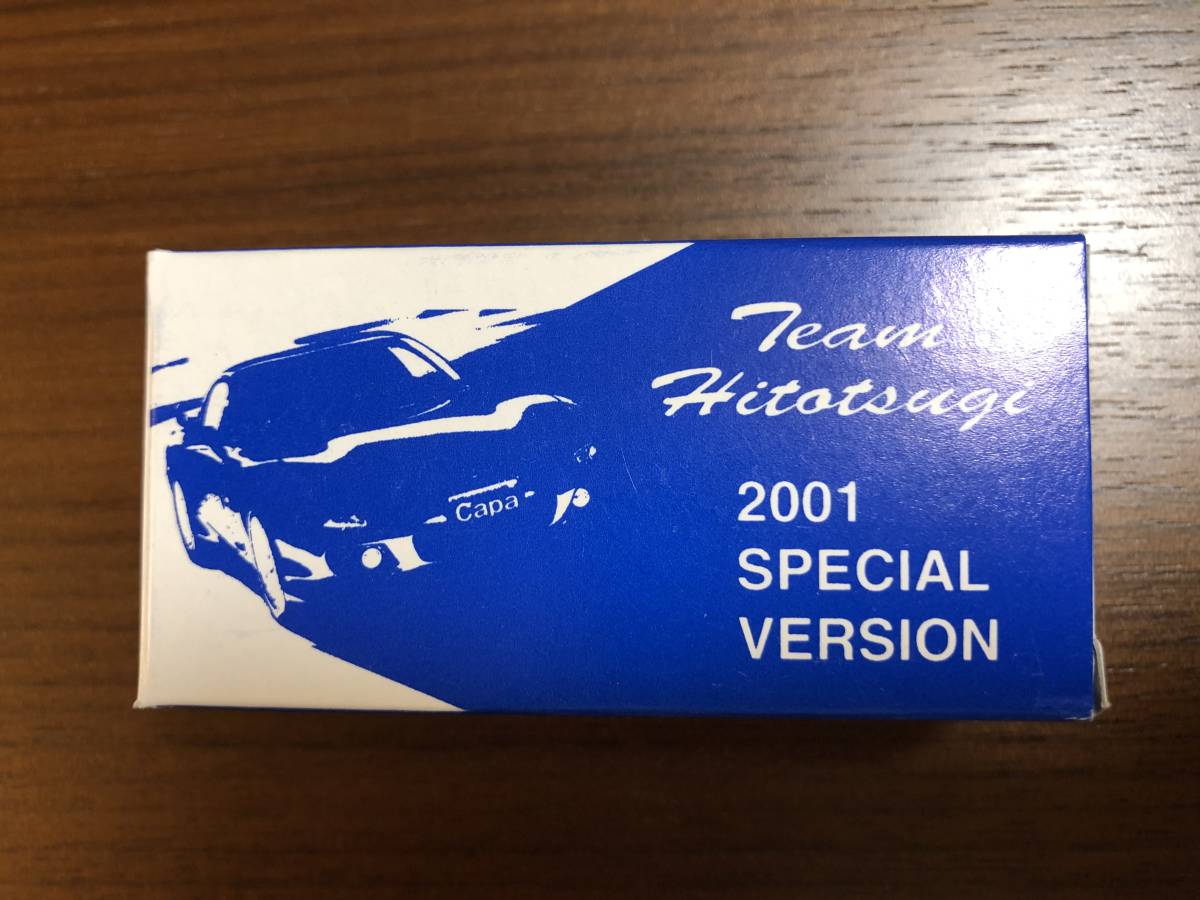 Team
Hitotsugi
2001
SPECIAL
VERSION
Capa